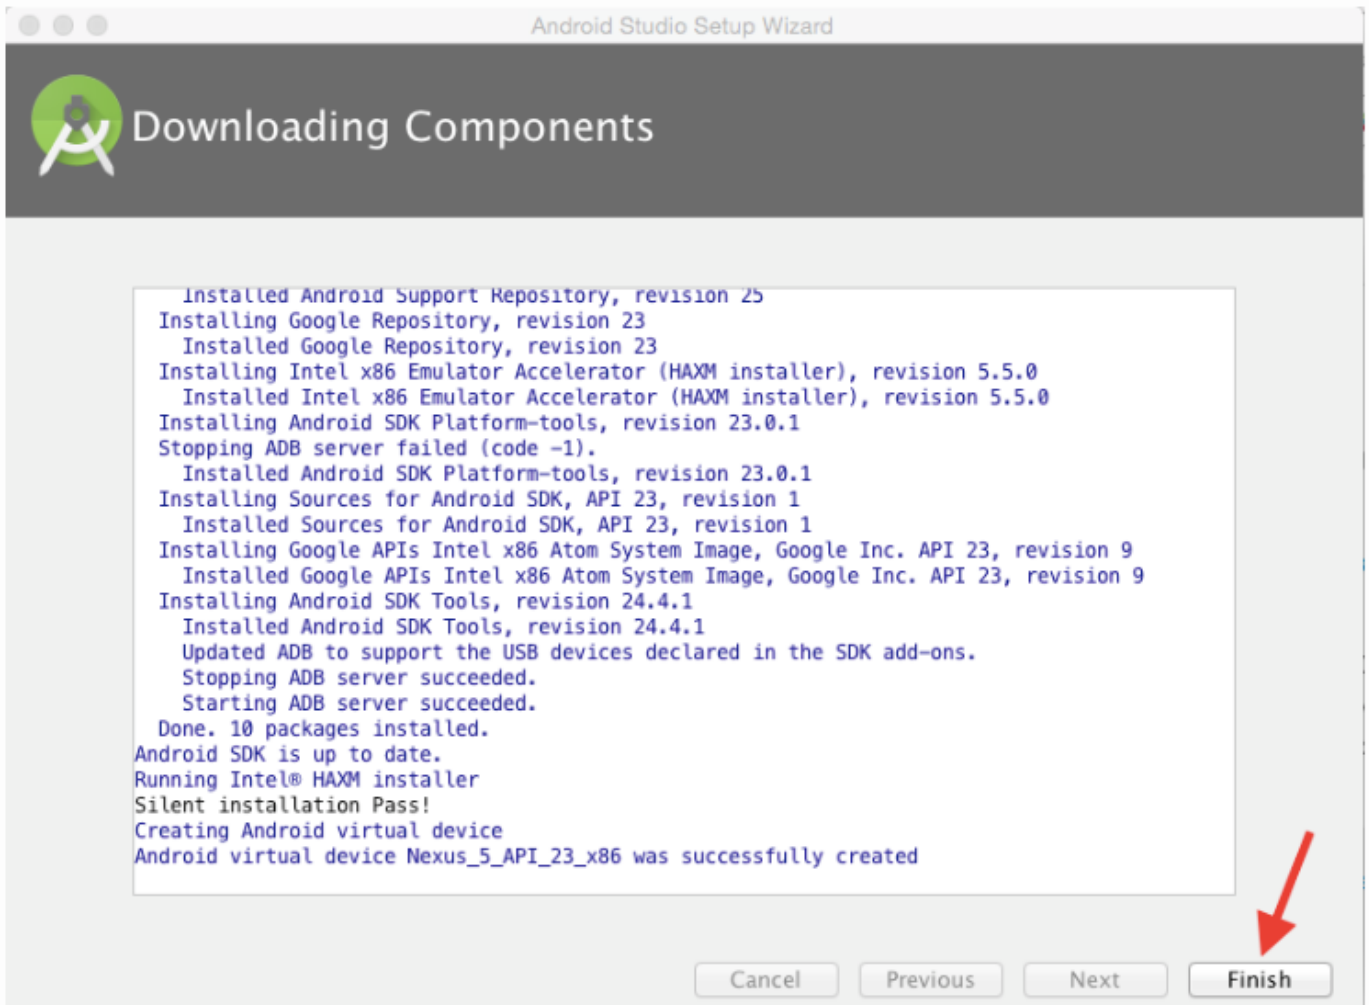 Android Studio Setup Wizard
Downloading Components
Installed Android Support Repository, revision 25
Installing Google Repository, revision 23
Installed Google Repository, revision 23
Installing Intel x86 Emulator Accelerator (HAXM installer), revision 5.5.0
Installed Intel x86 Emulator Accelerator (HAXM installer), revision 5.5.0
Installing Android SDK Platform-tools, revision 23.0.1
Stopping ADB server failed (code -1).
Installed Android SDK Platform-tools, revision 23.0.1
Installing Sources for Android SDK, API 23, revision 1
Installed Sources for Android SDK, API 23, revision 1
Installing Google APIs Intel x86 Atom System Image, Google Inc. API 23, revision 9
Installed Google APIs Intel x86 Atom System Image, Google Inc. API 23, revision 9
Installing Android SDK Tools, revision 24.4.1
Installed Android SDK Tools, revision 24.4.1
Updated ADB to support the USB devices declared in the SDK add-ons.
Stopping ADB server succeeded.
Starting ADB server succeeded.
Done. 10 packages installed.
Android SDK is up to date.
Running Intel® HAXM installer
Silent installation Pass!
Creating Android virtual device
Android virtual device Nexus_5_API_23_x86 was successfully created
Cancel Previous Next Finish